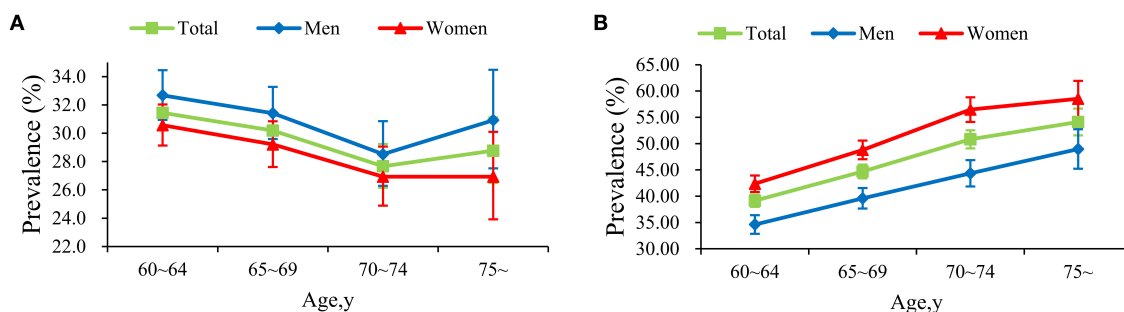 A
Total Men Women
Prevalence (%)
34.0
32.0
30.0
28.0
26.0
24.0
22.0
60~64 65~69 70~74 75~
Age,y
B
Total Men Women
Prevalence (%)
65.00
60.00
55.00
50.00
45.00
40.00
35.00
30.00
60~64 65~69 70~74 75~
Age,y